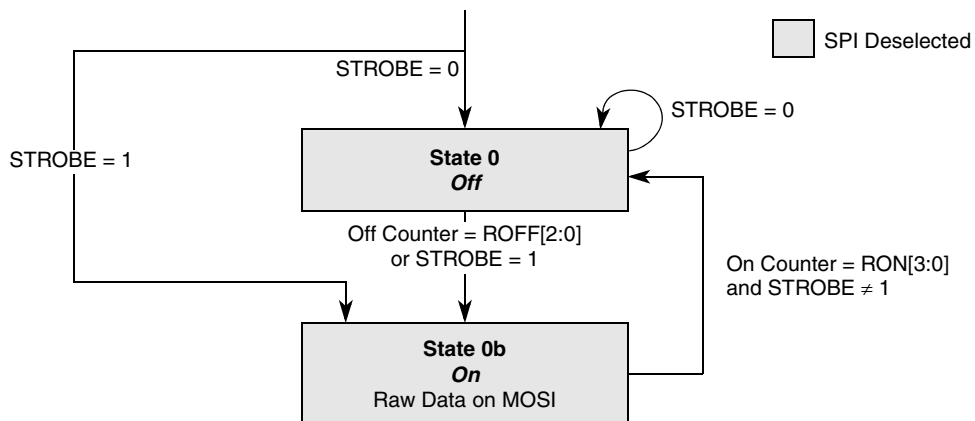 SPI Deselected
STROBE = 0
STROBE = 0
STROBE = 1
State 0
Off
Off Counter = ROFF[2:0]
or STROBE = 1
On Counter = RON[3:0]
and STROBE ≠ 1
State 0b
On
Raw Data on MOSI